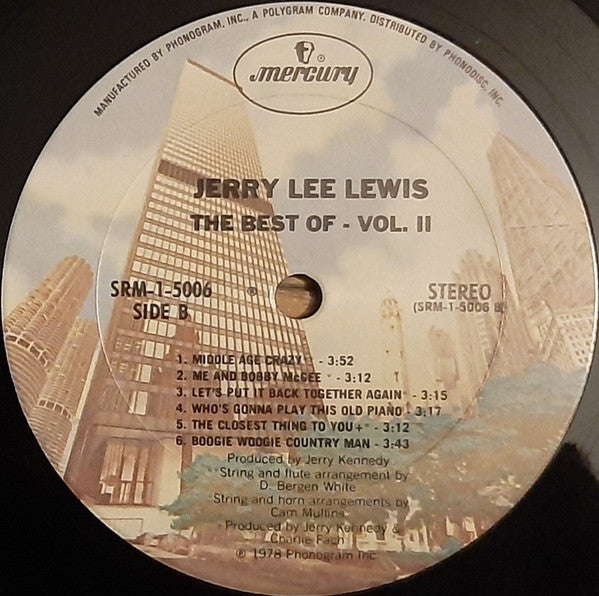 MANUFACTURED BY PHONOGRAM, INC., A POLYGRAM COMPANY. DISTRIBUTED BY PHONODISC, INC.
®
mercury
JERRY LEE LEWIS
THE BEST OF - VOL. II
SRM-1-5006
SIDE B
STEREO
(SRM-1-5006 B)
1. MIDDLE AGE CRAZY* - 3:52
2. ME AND BOBBY McGEE * - 3:12
3. LET'S PUT IT BACK TOGETHER AGAIN* - 3:15
4. WHO'S GONNA PLAY THIS OLD PIANO - 3:17
5. THE CLOSEST THING TO YOU+* - 3:12
6. BOOGIE WOOGIE COUNTRY MAN - 3:43
Produced by Jerry Kennedy
*String and flute arrangement by
D. Bergen White
String and horn arrangements by
Cam Mullins
+Produced by Jerry Kennedy &
Charlie Fach
℗ 1978 Phonogram Inc.